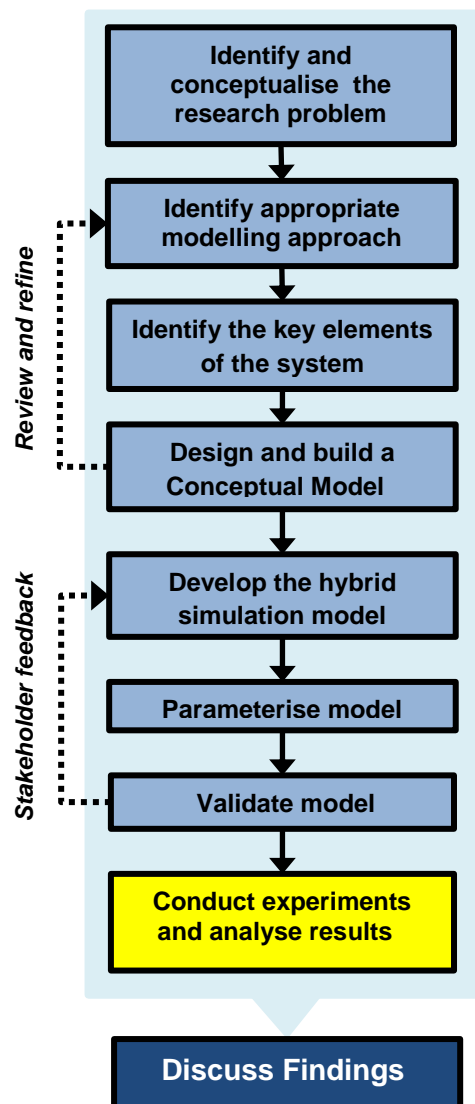 Identify and
conceptualise the
research problem
Identify appropriate
modelling approach
Identify the key elements
of the system
Design and build a
Conceptual Model
Develop the hybrid
simulation model
Parameterise model
Validate model
Conduct experiments
and analyse results
Discuss Findings
Review and refine
Stakeholder feedback